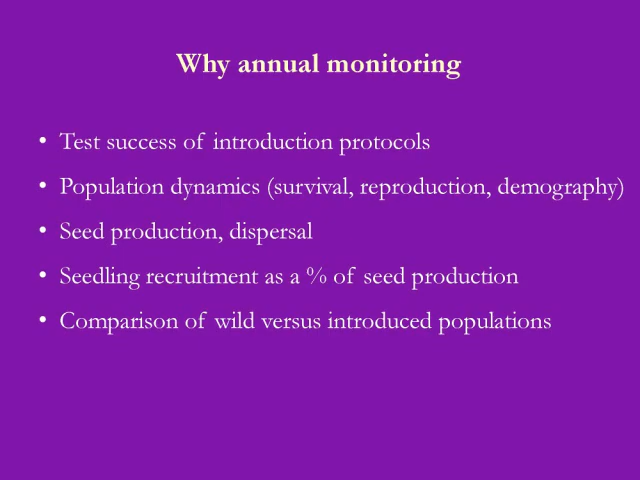 Why annual monitoring
• Test success of introduction protocols
• Population dynamics (survival, reproduction, demography)
• Seed production, dispersal
• Seedling recruitment as a % of seed production
• Comparison of wild versus introduced populations